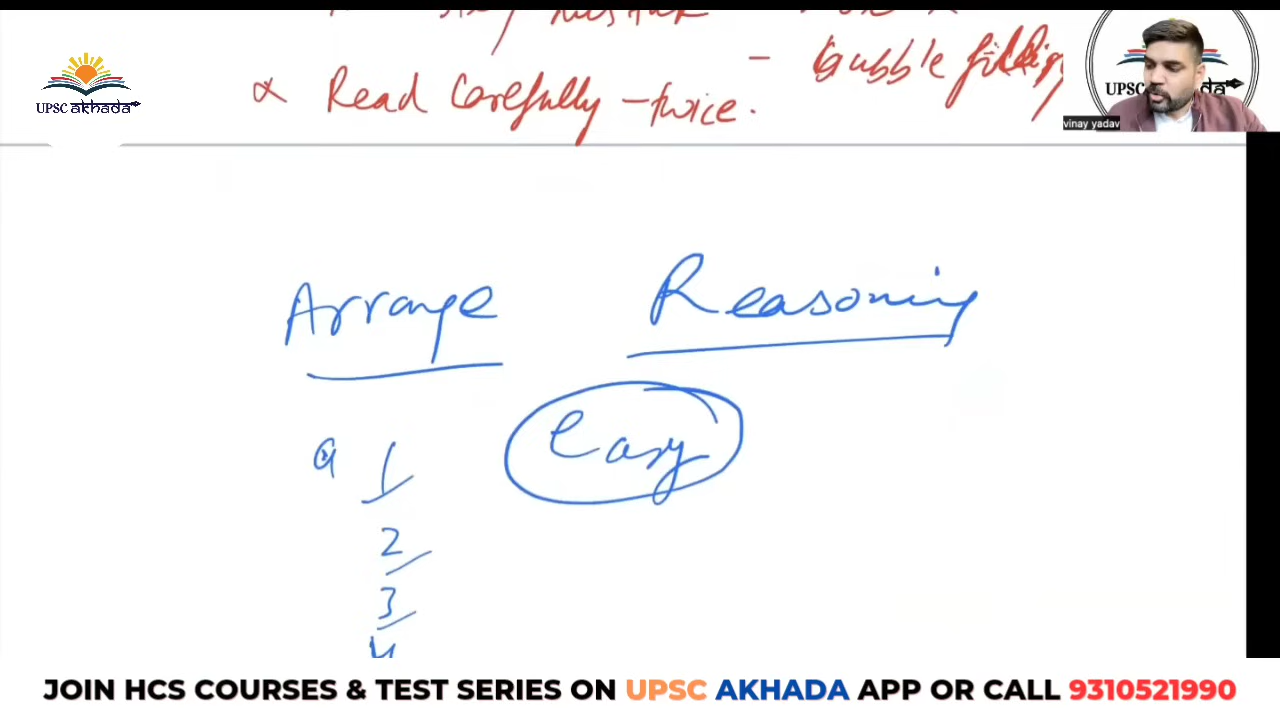 - bubble filling
UPSC akhada
∝ Read Carefully - twice.
vinay yadav
Arrange Reasoning
Q 1 Easy
2
3
4
JOIN HCS COURSES & TEST SERIES ON UPSC AKHADA APP OR CALL 9310521990